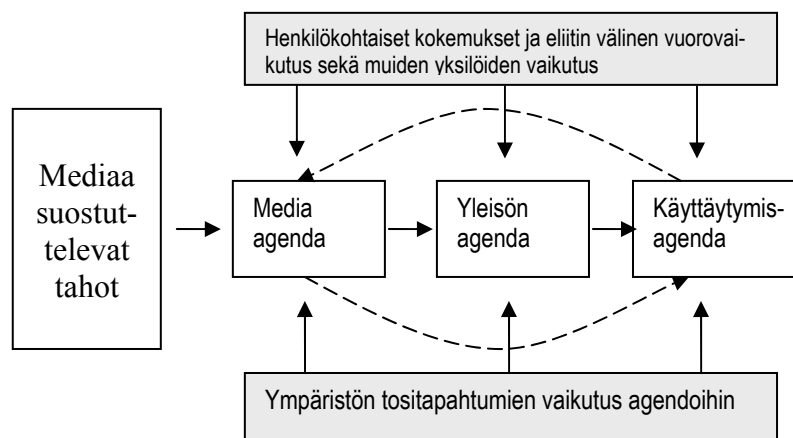 Henkilökohtaiset kokemukset ja eliitin välinen vuorovai-
kutus sekä muiden yksilöiden vaikutus
Mediaa
suostut-
televat
tahot
Media
agenda
Yleisön
agenda
Käyttäytymis-
agenda
Ympäristön tositapahtumien vaikutus agendoihin